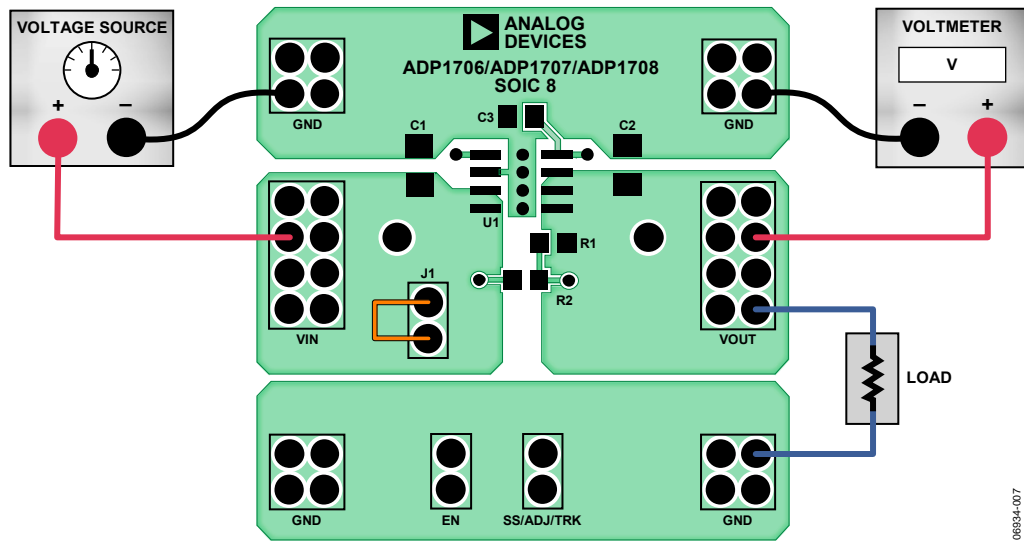 VOLTAGE SOURCE
+
−
ANALOG
DEVICES
ADP1706/ADP1707/ADP1708
SOIC 8
VOLTMETER
V
−
+
GND
GND
C3
C1
C2
U1
R1
J1
R2
VIN
VOUT
LOAD
GND
EN
SS/ADJ/TRK
GND
06934-007